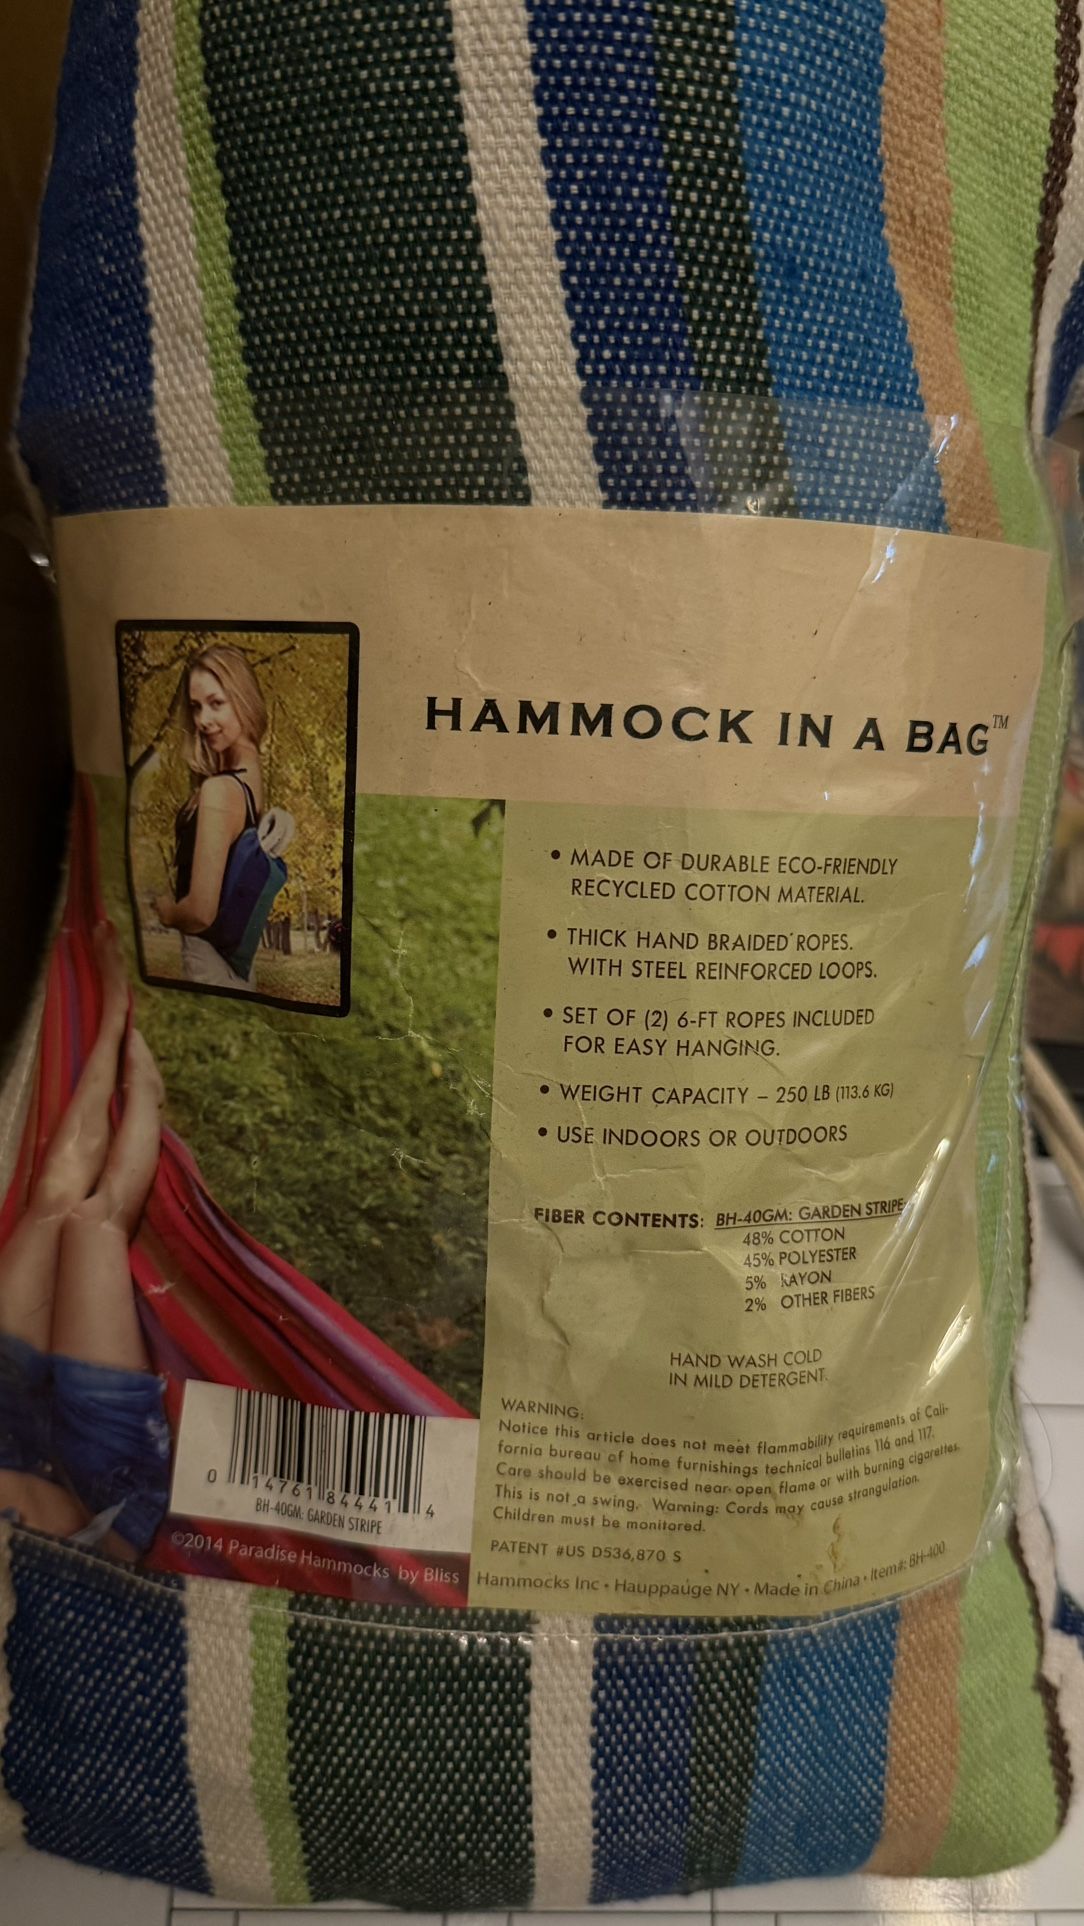 HAMMOCK IN A BAG™
• MADE OF DURABLE ECO-FRIENDLY
RECYCLED COTTON MATERIAL.
• THICK HAND BRAIDED ROPES.
WITH STEEL REINFORCED LOOPS.
• SET OF (2) 6-FT ROPES INCLUDED
FOR EASY HANGING.
• WEIGHT CAPACITY – 250 LB (113.6 KG)
• USE INDOORS OR OUTDOORS
FIBER CONTENTS: BH-40GM: GARDEN STRIPE
48% COTTON
45% POLYESTER
5% RAYON
2% OTHER FIBERS
HAND WASH COLD
IN MILD DETERGENT.
WARNING:
Notice this article does not meet flammability requirements of Cali-
fornia bureau of home furnishings technical bulletins 116 and 117.
Care should be exercised near open flame or with burning cigarettes.
This is not a swing. Warning: Cords may cause strangulation.
Children must be monitored.
PATENT #US D536,870 S
0 14761 84441 4
BH-40GM: GARDEN STRIPE
©2014 Paradise Hammocks by Bliss Hammocks Inc • Hauppauge NY • Made in China • Item#: BH-400